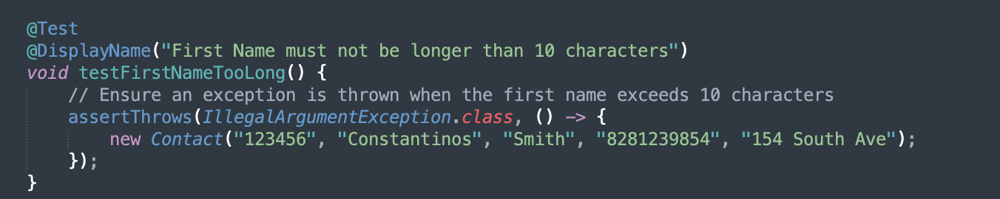 @Test
@DisplayName("First Name must not be longer than 10 characters")
void testFirstNameTooLong() {
// Ensure an exception is thrown when the first name exceeds 10 characters
assertThrows(IllegalArgumentException.class, () -> {
new Contact("123456", "Constantinos", "Smith", "8281239854", "154 South Ave");
});
}